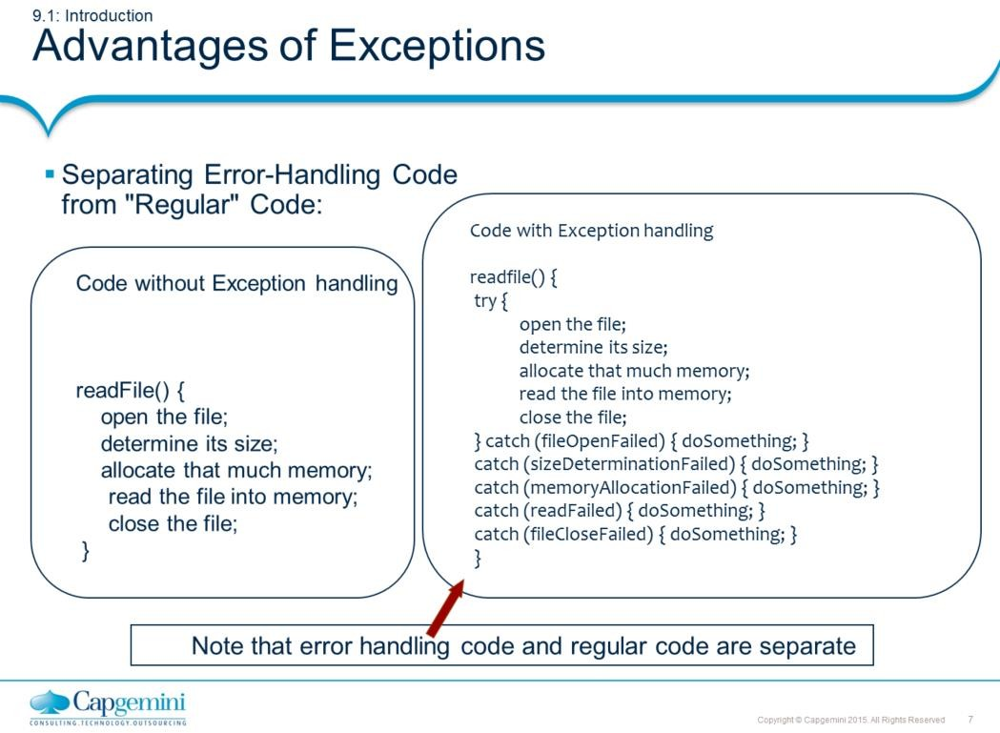 9.1: Introduction
Advantages of Exceptions
▪ Separating Error-Handling Code
from "Regular" Code:
Code without Exception handling
readFile() {
open the file;
determine its size;
allocate that much memory;
read the file into memory;
close the file;
}
Code with Exception handling
readfile() {
try {
open the file;
determine its size;
allocate that much memory;
read the file into memory;
close the file;
} catch (fileOpenFailed) { doSomething; }
catch (sizeDeterminationFailed) { doSomething; }
catch (memoryAllocationFailed) { doSomething; }
catch (readFailed) { doSomething; }
catch (fileCloseFailed) { doSomething; }
}
Note that error handling code and regular code are separate
Capgemini
CONSULTING.TECHNOLOGY.OUTSOURCING
Copyright © Capgemini 2015. All Rights Reserved 7